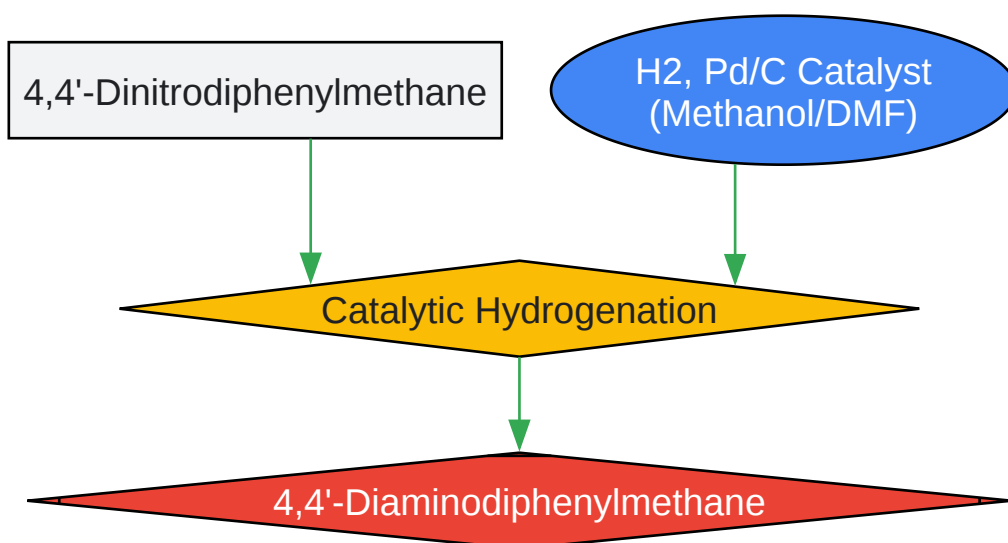 4,4'-Dinitrodiphenylmethane
H2, Pd/C Catalyst
(Methanol/DMF)
Catalytic Hydrogenation
4,4'-Diaminodiphenylmethane